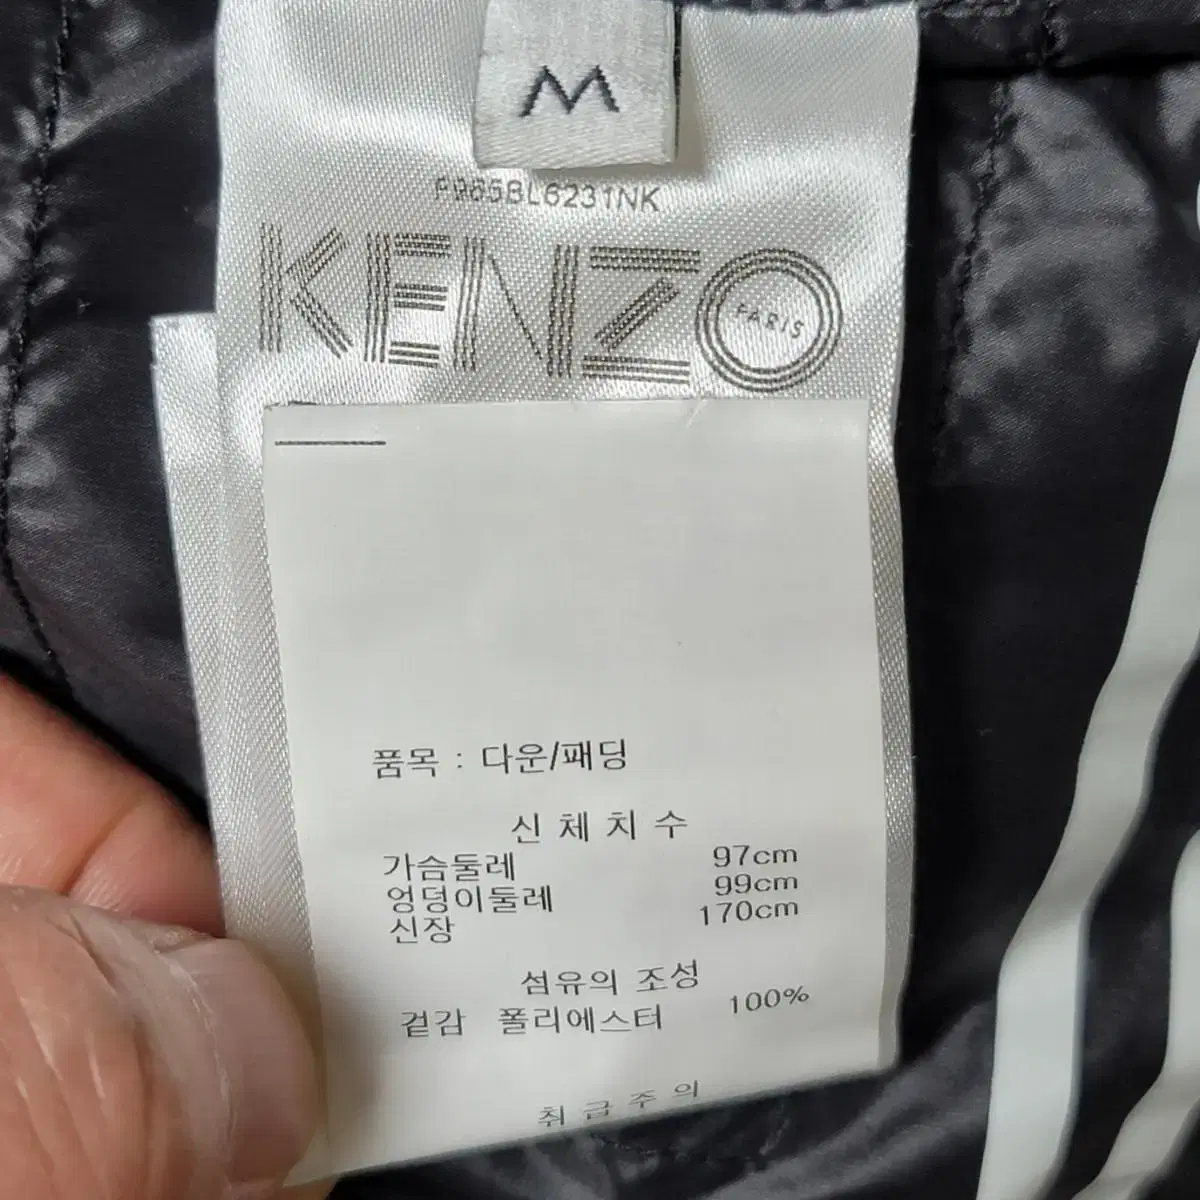 M
F965BL6231NK
KENZO
PARIS
품목 : 다운/패딩
신체치수
가슴둘레 97cm
엉덩이둘레 99cm
신장 170cm
섬유의 조성
겉감 폴리에스터 100%
취급주의